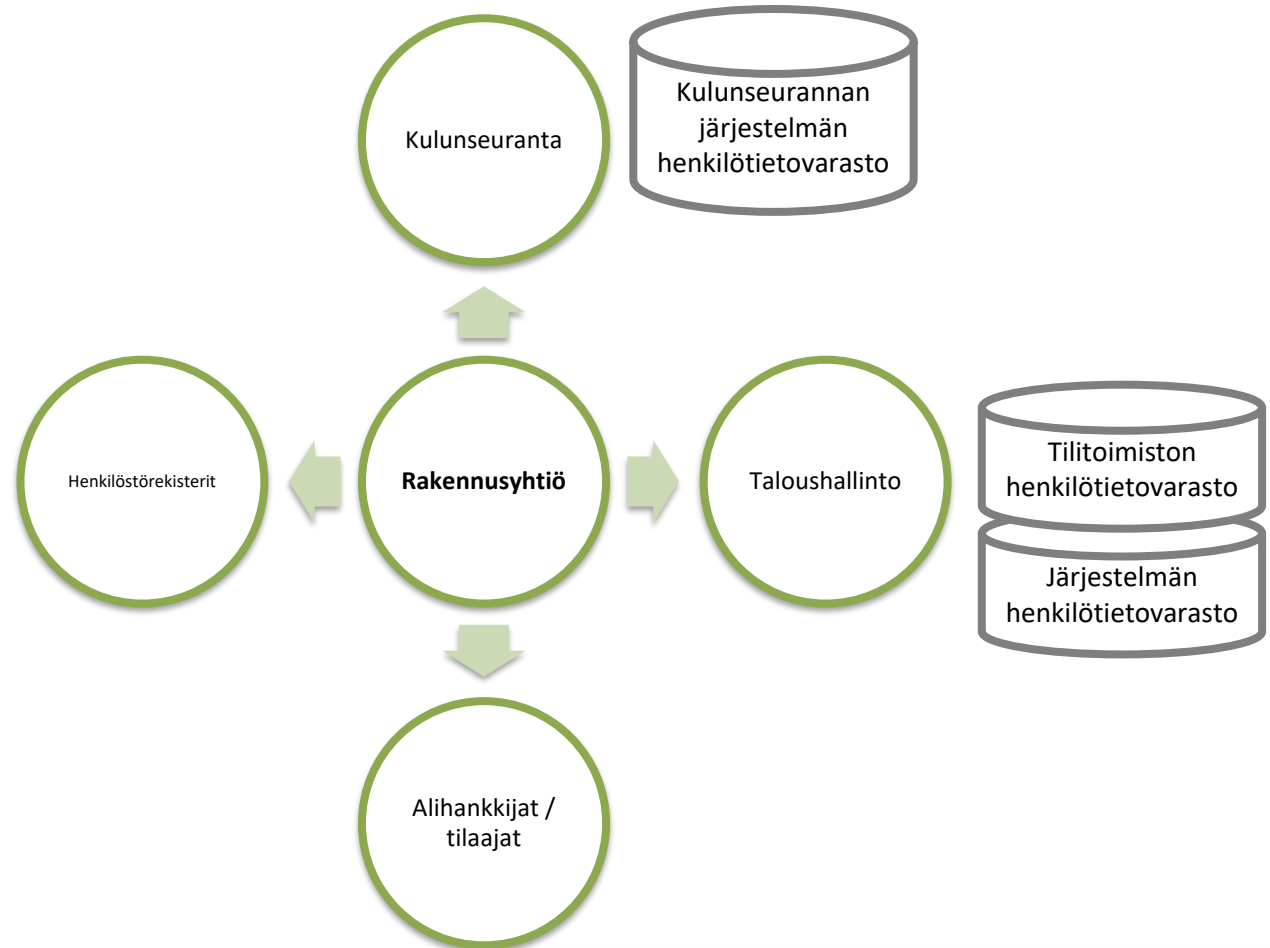 Kulunseuranta
Kulunseurannan
järjestelmän
henkilötietovarasto
Henkilöstörekisterit
Rakennusyhtiö
Taloushallinto
Tilitoimiston
henkilötietovarasto
Järjestelmän
henkilötietovarasto
Alihankkijat /
tilaajat